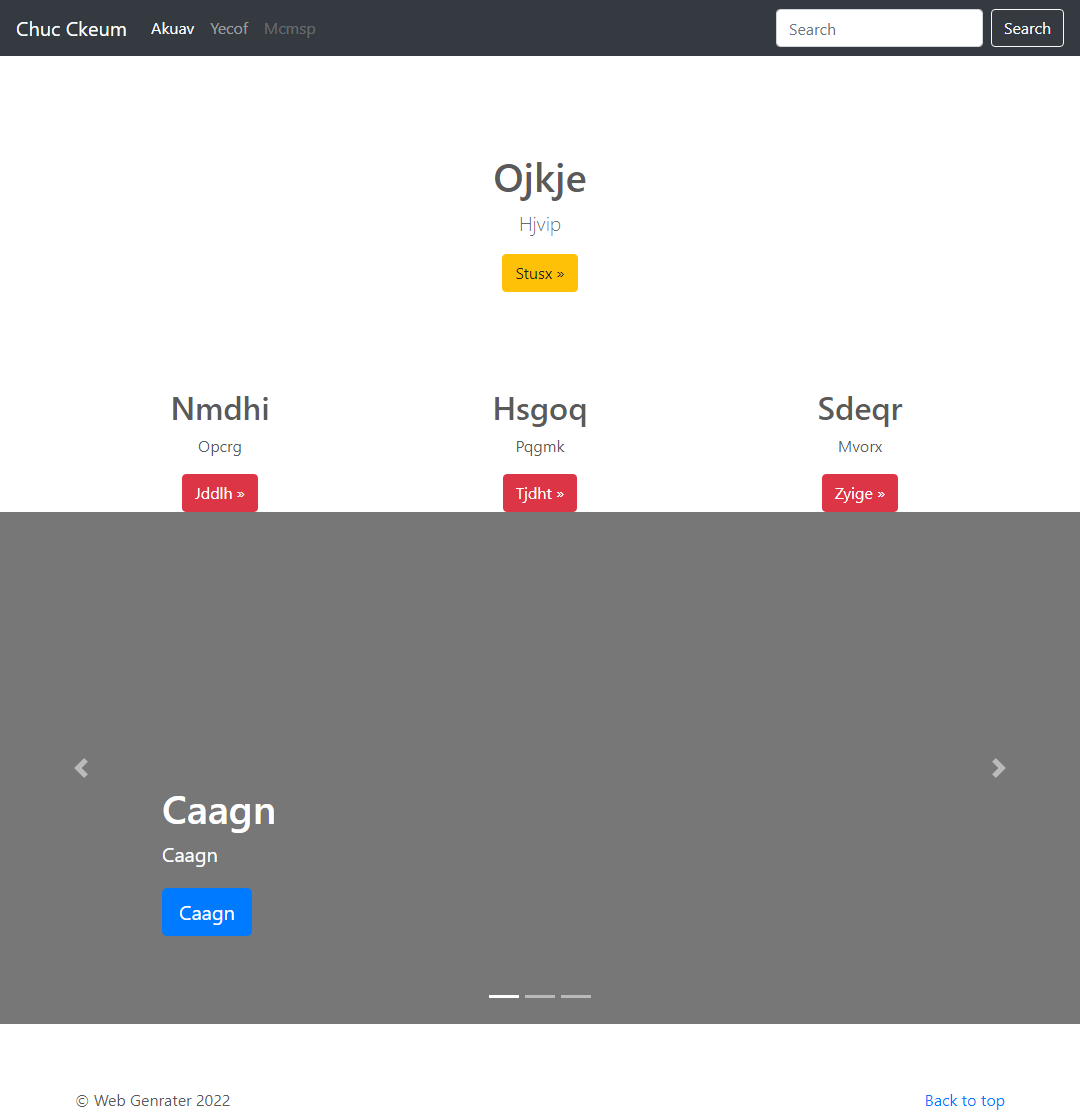 Chuc Ckeum Akuav Yecof Mcmsp Search Search
Ojkje
Hjvip
Stusx »
Nmdhi Hsgoq Sdeqr
Opcrg Pqgmk Mvorx
Jddlh » Tjdht » Zyige »
Caagn
Caagn
Caagn
© Web Genrater 2022 Back to top